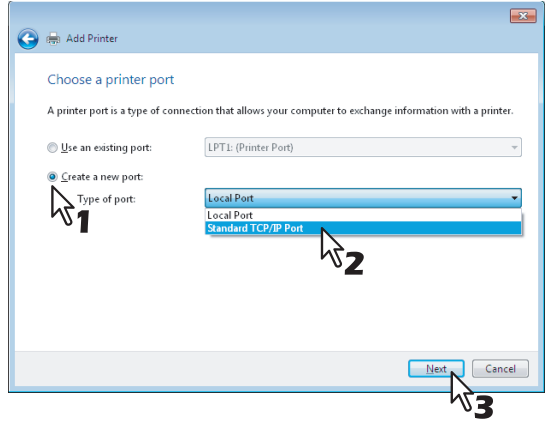 Add Printer
Choose a printer port
A printer port is a type of connection that allows your computer to exchange information with a printer.
Use an existing port:
LPT1: (Printer Port)
Create a new port:
Type of port:
Local Port
Local Port
Standard TCP/IP Port
1
2
Next
Cancel
3